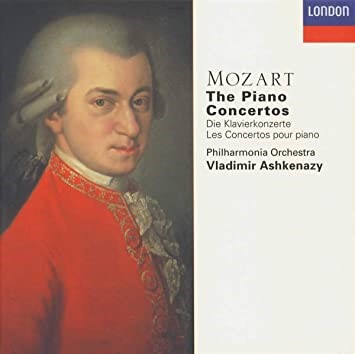 LONDON
MOZART
The Piano
Concertos
Die Klavierkonzerte
Les Concertos pour piano
Philharmonia Orchestra
Vladimir Ashkenazy